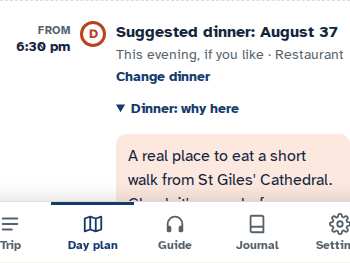 FROM
6:30 pm
D
Suggested dinner: August 37
This evening, if you like · Restaurant
Change dinner
▼ Dinner: why here
A real place to eat a short
walk from St Giles' Cathedral.
Trip
Day plan
Guide
Journal
Settin